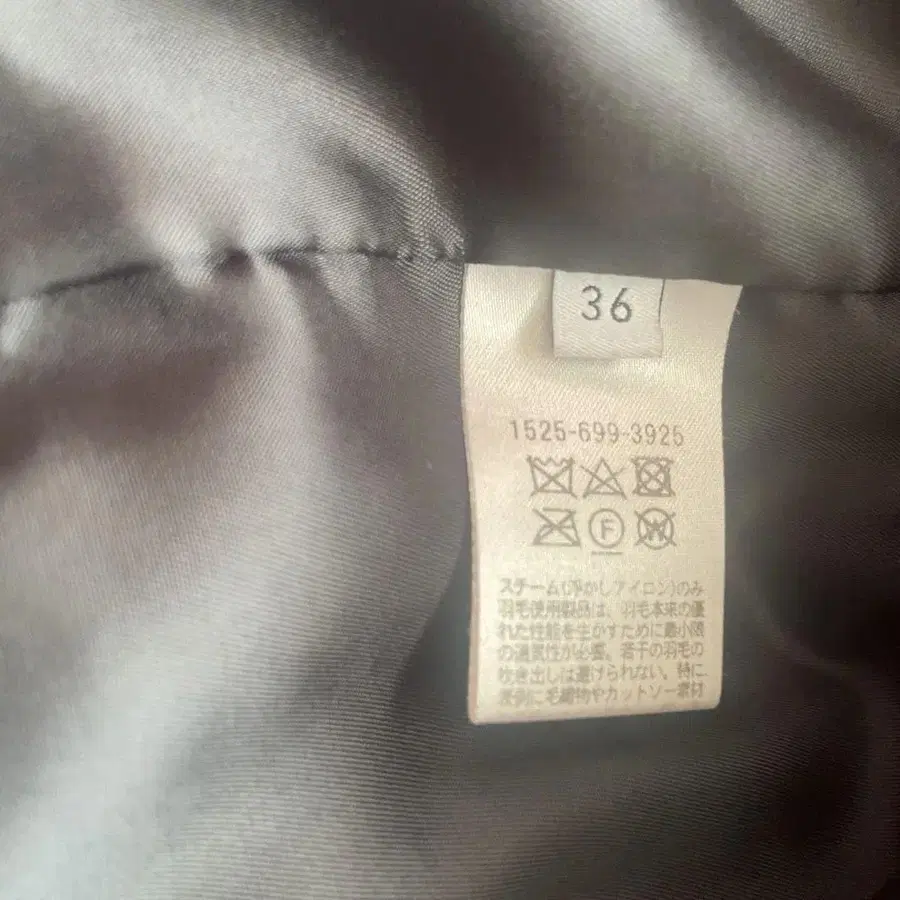 36
1525-699-3925
F
W
スチーム(浮かしアイロン)のみ
羽毛使用製品は、羽毛本来の優
れた性能を生かすために最小限
の通気性が必要。若干の羽毛の
吹き出しは避けられない。特に
表側に毛織物やカットソー素材